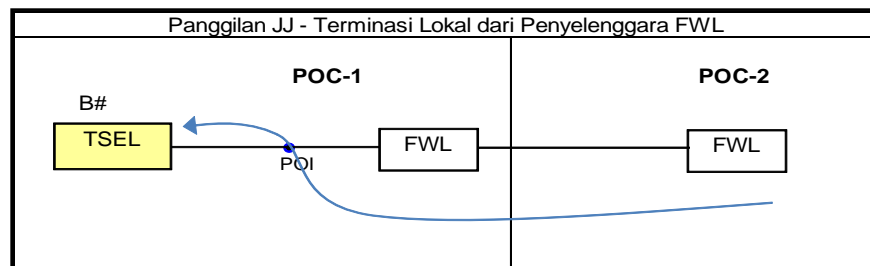 Panggilan JJ - Terminasi Lokal dari Penyelenggara FWL
POC-1
POC-2
B#
TSEL
FWL
FWL
POI